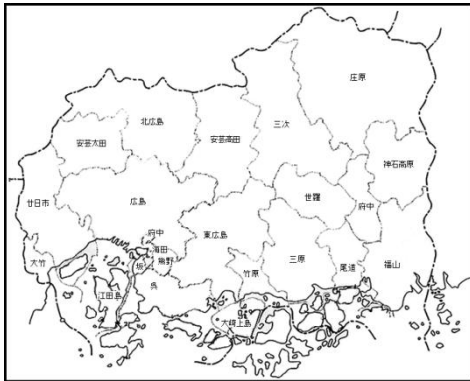 庄原
北広島
安芸高田
三次
安芸太田
神石高原
廿日市
広島
世羅
府中
府中
東広島
海田
熊野
坂
三原
尾道
福山
大竹
竹原
呉
江田島
大崎上島